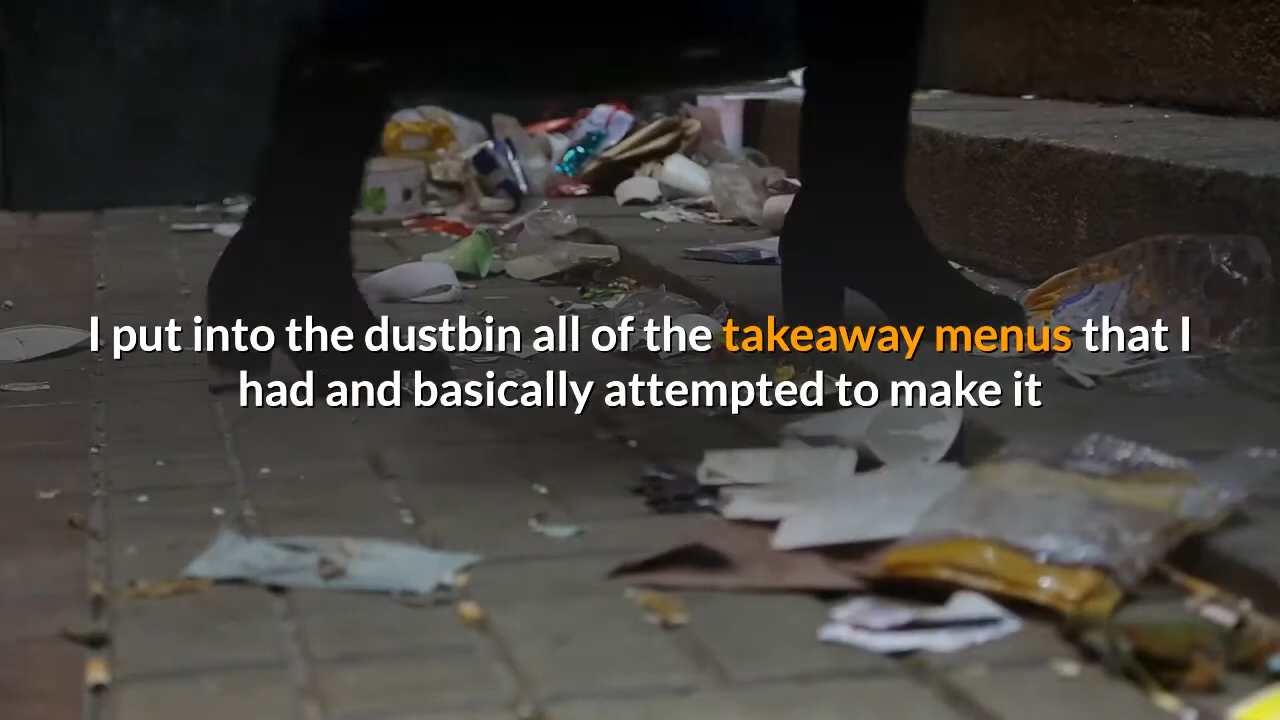 I put into the dustbin all of the takeaway menus that I
had and basically attempted to make it